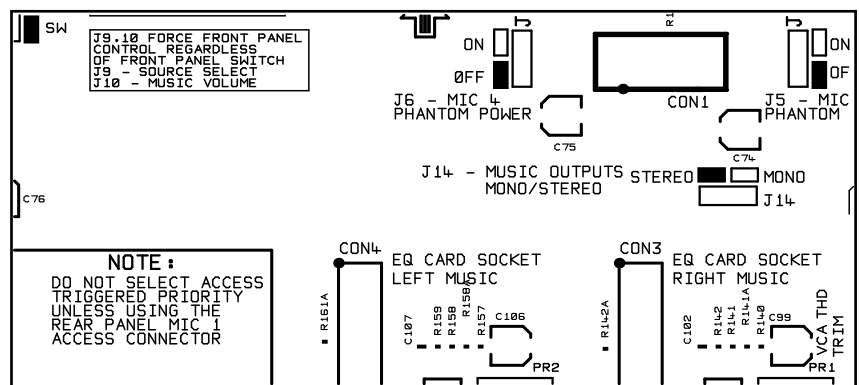 SW
J9.10 FORCE FRONT PANEL
CONTROL REGARDLESS
OF FRONT PANEL SWITCH
J9 - SOURCE SELECT
J10 - MUSIC VOLUME
ON
ØFF
J6 - MIC 4
PHANTOM POWER
C75
R1
CON1
ON
OF
J5 - MIC
PHANTOM
C74
J14 - MUSIC OUTPUTS
MONO/STEREO
STEREO
MONO
J14
C76
NOTE:
DO NOT SELECT ACCESS
TRIGGERED PRIORITY
UNLESS USING THE
REAR PANEL MIC 1
ACCESS CONNECTOR
CON4
EQ CARD SOCKET
LEFT MUSIC
R161A
C107
R159
R158
R158A
R157
C106
PR2
CON3
EQ CARD SOCKET
RIGHT MUSIC
R142A
C102
R142
R141
R141A
R140
C99
VCA THD
TRIM
PR1